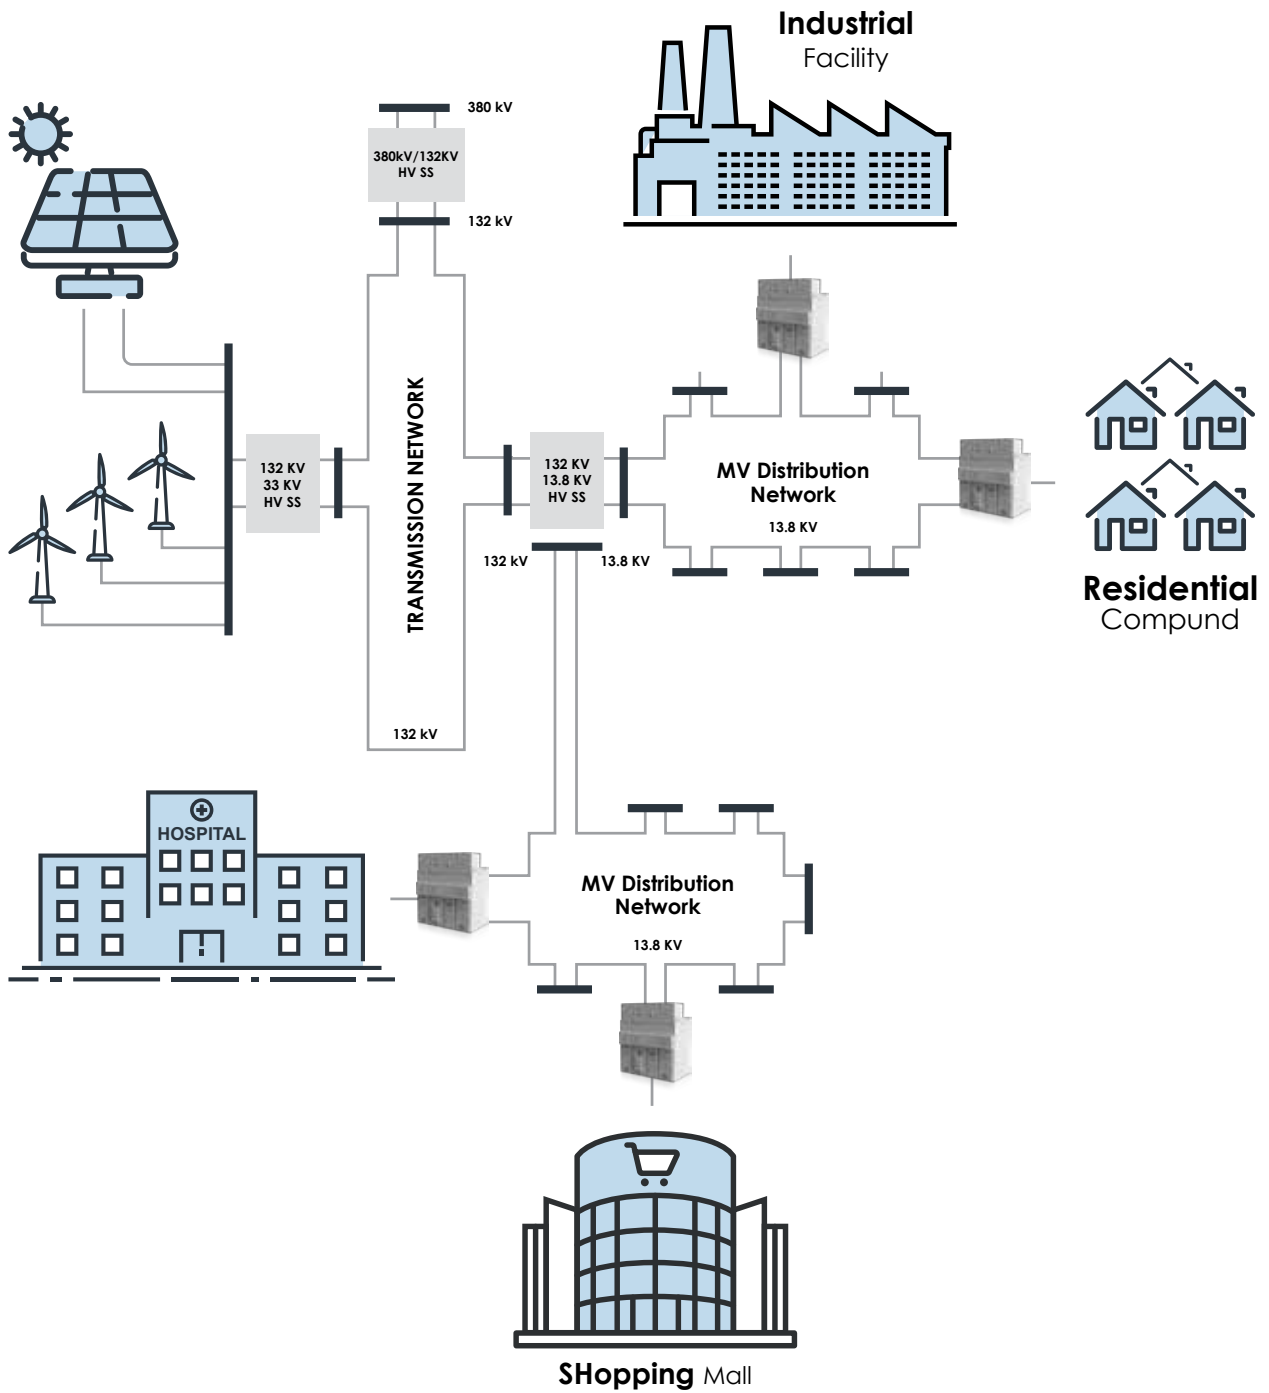 Industrial
Facility
380 kV
380kV/132KV
HV SS
132 kV
TRANSMISSION NETWORK
132 KV
33 KV
HV SS
132 KV
13.8 KV
HV SS
MV Distribution
Network
13.8 KV
132 kV
13.8 KV
Residential
Compund
132 kV
HOSPITAL
MV Distribution
Network
13.8 KV
SHopping Mall